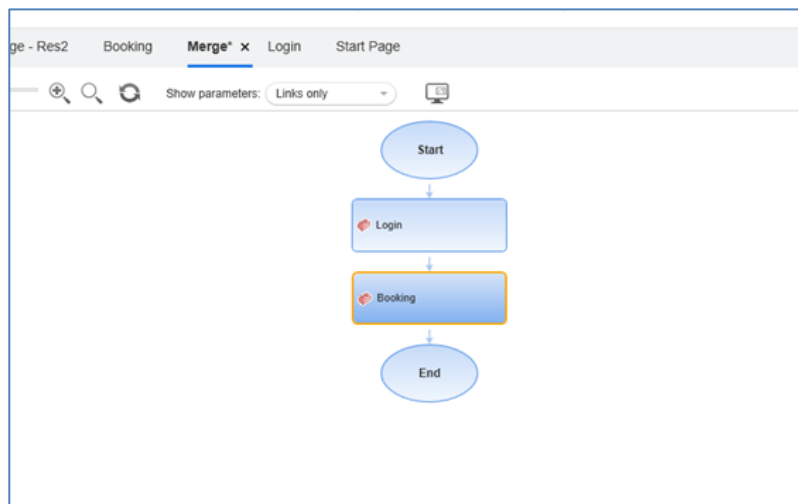 ge - Res2 Booking Merge* x Login Start Page
Show parameters: Links only
Start
Login
Booking
End